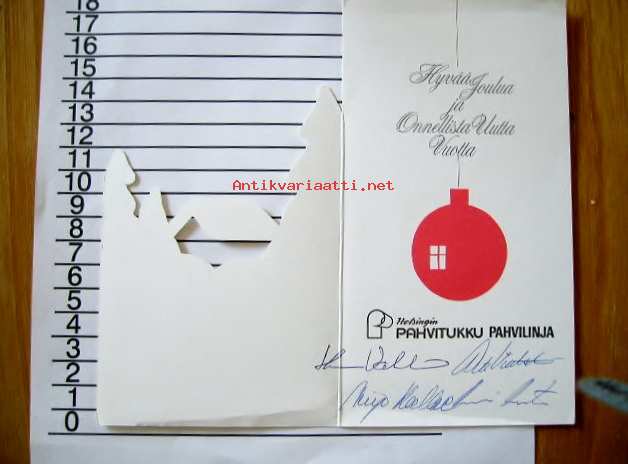 18
17
16
15
14
13
12
11
10
9
8
7
6
5
4
3
2
1
0
Hyvää Joulua
ja
Onnellista Uutta
Vuotta
Antikvariaatti.net
Helsingin
PAHVITUKKU PAHVILINJA